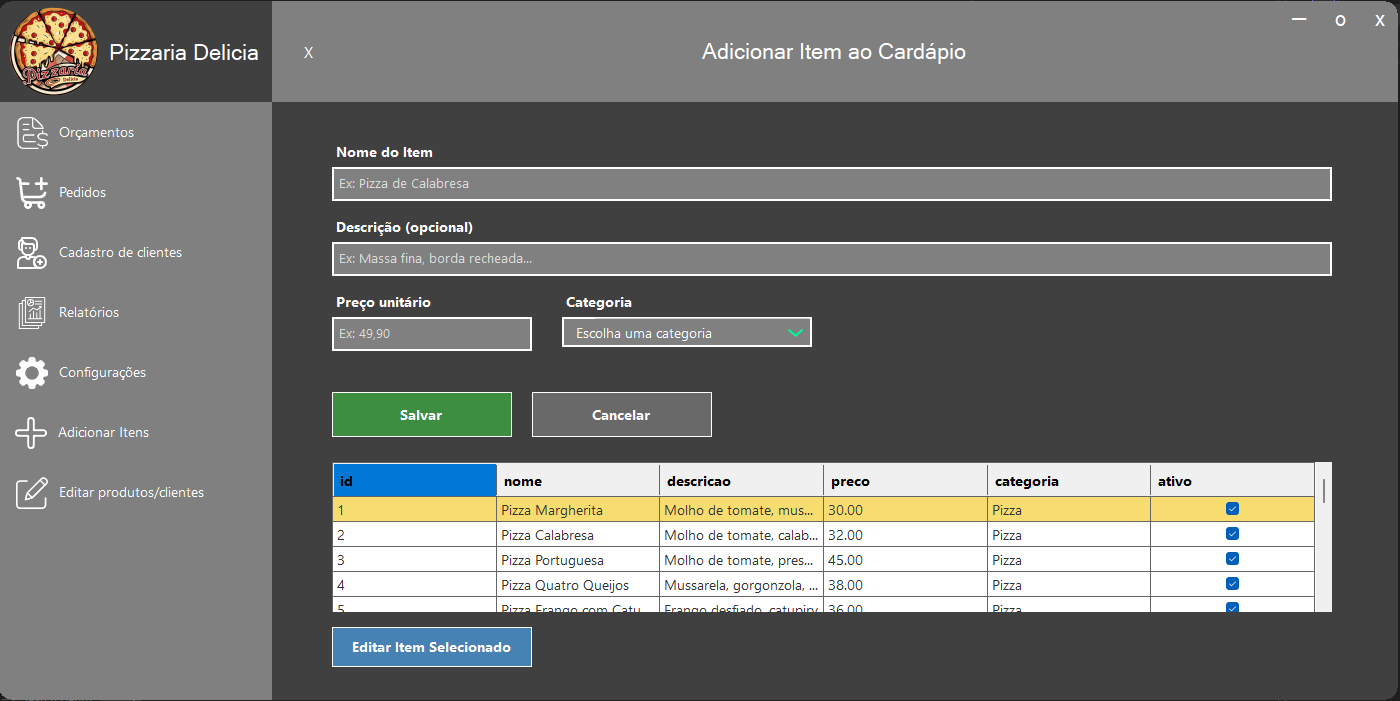 Pizzaria
Delicia
Pizzaria Delicia
X
Adicionar Item ao Cardápio
O
X
Orçamentos
Pedidos
Cadastro de clientes
Relatórios
Configurações
Adicionar Itens
Editar produtos/clientes
Nome do Item
Ex: Pizza de Calabresa
Descrição (opcional)
Ex: Massa fina, borda recheada...
Preço unitário Categoria
Ex: 49,90 Escolha uma categoria
Salvar Cancelar
id nome descricao preco categoria ativo
1 Pizza Margherita Molho de tomate, mus... 30.00 Pizza
2 Pizza Calabresa Molho de tomate, calab... 32.00 Pizza
3 Pizza Portuguesa Molho de tomate, pres... 45.00 Pizza
4 Pizza Quatro Queijos Mussarela, gorgonzola, ... 38.00 Pizza
5 Pizza Frango com Catu Frango desfiado, catupiry 36.00 Pizza
Editar Item Selecionado